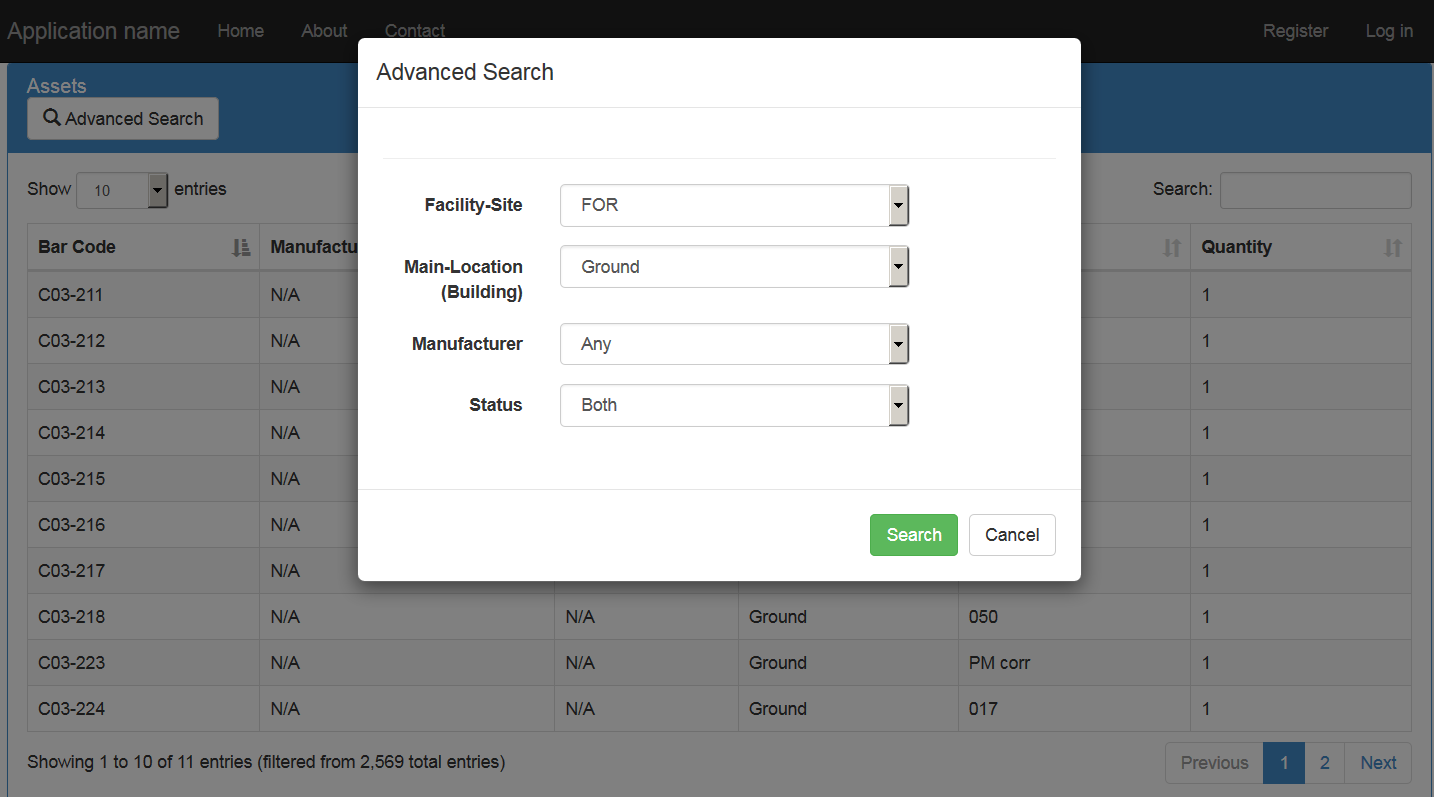 Application name Home About Contact Register Log in
Advanced Search
Assets
Advanced Search
Show 10 entries Search:
Facility-Site FOR
Bar Code Manufactu Quantity
Main-Location Ground
(Building)
C03-211 N/A 1
C03-212 N/A 1
Manufacturer Any
C03-213 N/A 1
Status Both
C03-214 N/A 1
C03-215 N/A 1
C03-216 N/A 1
Search Cancel
C03-217 N/A 1
C03-218 N/A N/A Ground 050 1
C03-223 N/A N/A Ground PM corr 1
C03-224 N/A N/A Ground 017 1
Showing 1 to 10 of 11 entries (filtered from 2,569 total entries) Previous 1 2 Next